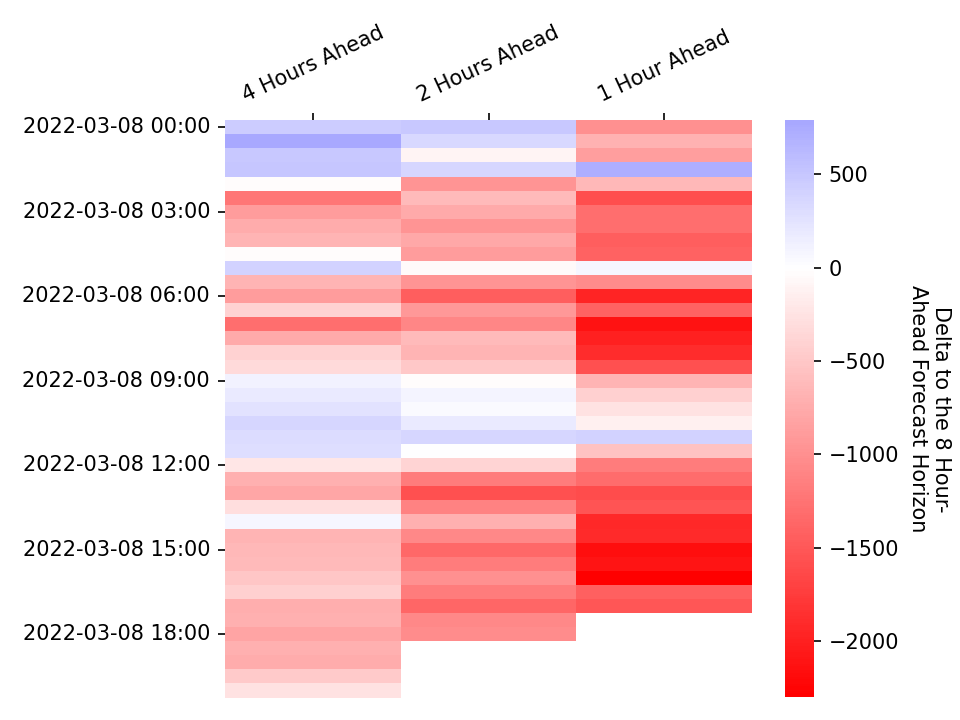 4 Hours Ahead
2 Hours Ahead
1 Hour Ahead
2022-03-08 00:00
2022-03-08 03:00
2022-03-08 06:00
2022-03-08 09:00
2022-03-08 12:00
2022-03-08 15:00
2022-03-08 18:00
500
0
−500
−1000
−1500
−2000
Delta to the 8 Hour-
Ahead Forecast Horizon